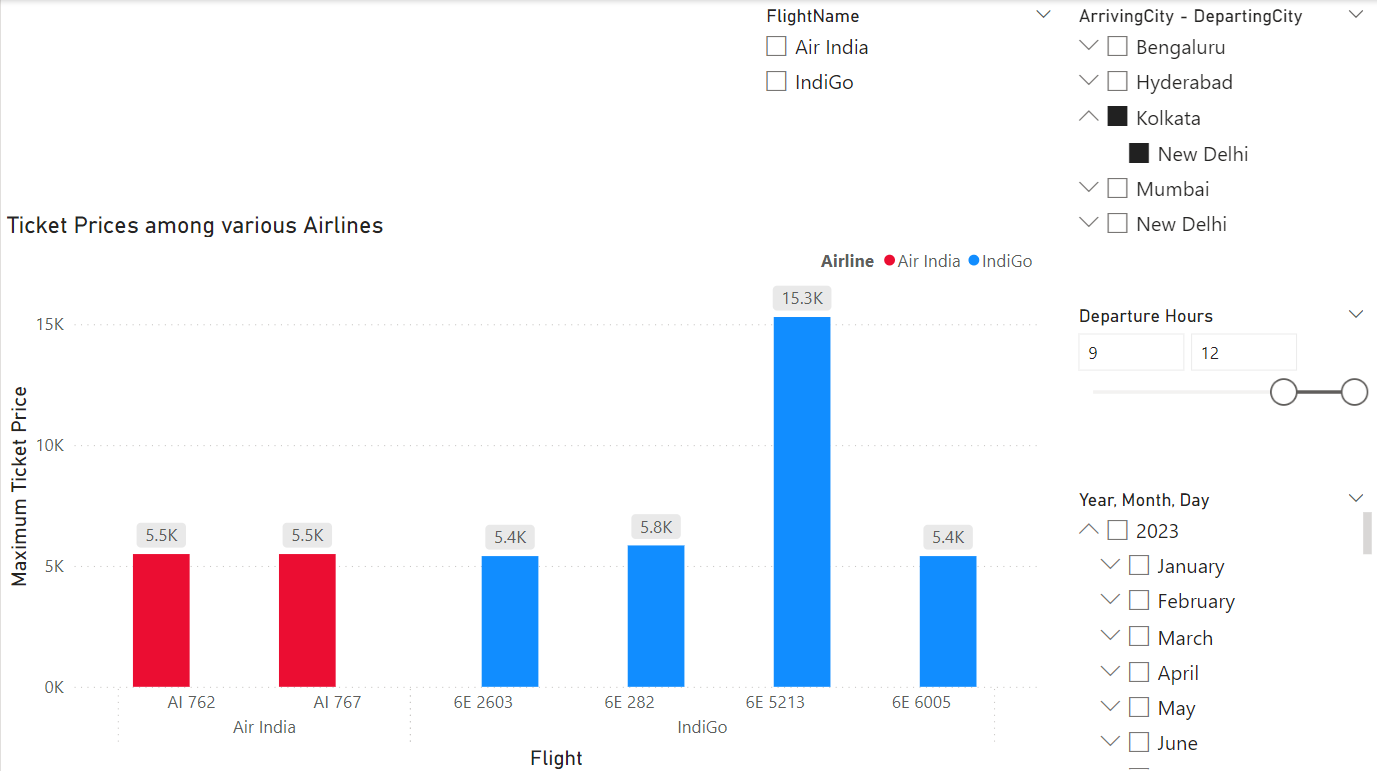 FlightName
Air India
IndiGo
ArrivingCity - DepartingCity
Bengaluru
Hyderabad
Kolkata
New Delhi
Mumbai
New Delhi
Ticket Prices among various Airlines
Airline Air India IndiGo
Maximum Ticket Price
15K
10K
5K
0K
5.5K
5.5K
5.4K
5.8K
15.3K
5.4K
AI 762
AI 767
6E 2603
6E 282
6E 5213
6E 6005
Air India
IndiGo
Flight
Departure Hours
9
12
Year, Month, Day
2023
January
February
March
April
May
June